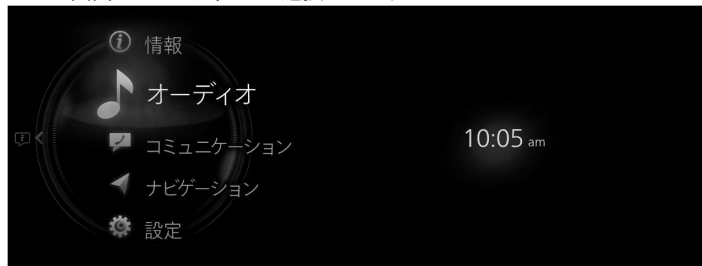 情報
オーディオ
コミュニケーション
ナビゲーション
設定
10:05 am